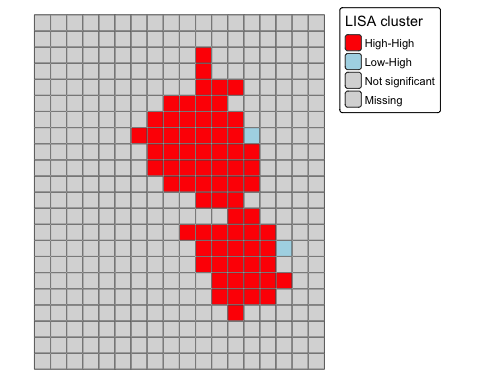 LISA cluster
High-High
Low-High
Not significant
Missing